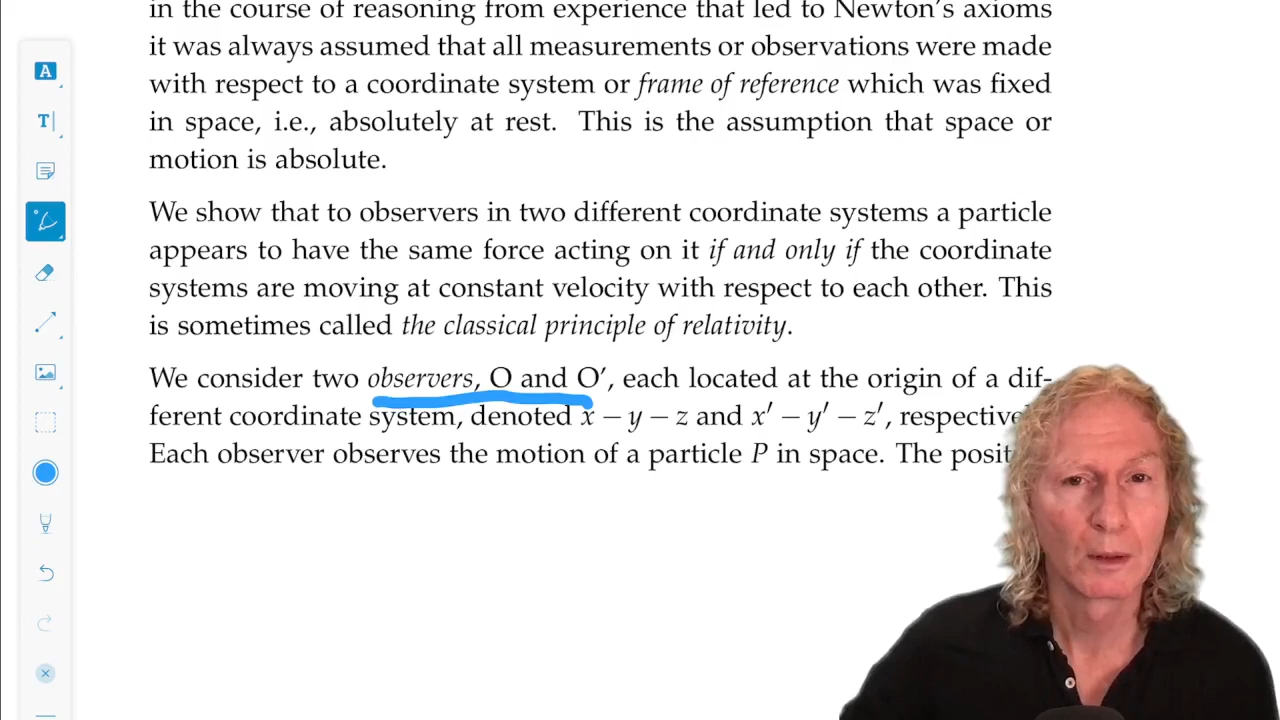 in the course of reasoning from experience that led to Newton's axioms
it was always assumed that all measurements or observations were made
with respect to a coordinate system or frame of reference which was fixed
in space, i.e., absolutely at rest. This is the assumption that space or
motion is absolute.
We show that to observers in two different coordinate systems a particle
appears to have the same force acting on it if and only if the coordinate
systems are moving at constant velocity with respect to each other. This
is sometimes called the classical principle of relativity.
We consider two observers, O and O′, each located at the origin of a dif-
ferent coordinate system, denoted x − y − z and x′ − y′ − z′,
Each observer observes the motion of a particle P in space. The
A
T